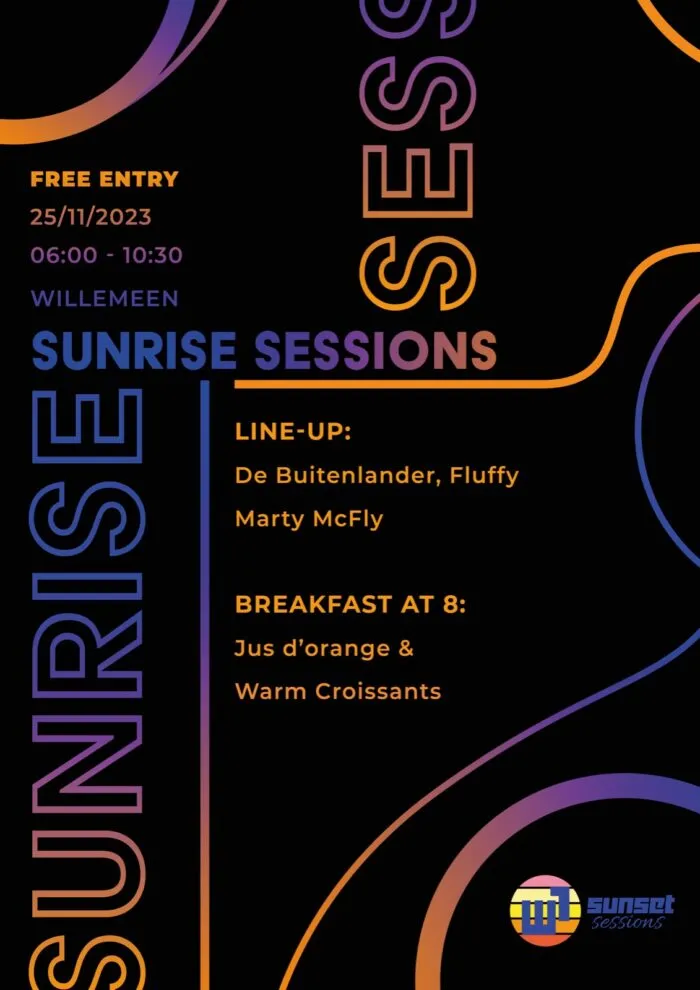 SESS
FREE ENTRY
25/11/2023
06:00 - 10:30
WILLEMEEN
SUNRISE SESSIONS
SUNRISE
LINE-UP:
De Buitenlander, Fluffy
Marty McFly
BREAKFAST AT 8:
Jus d’orange &
Warm Croissants
sunset
sessions